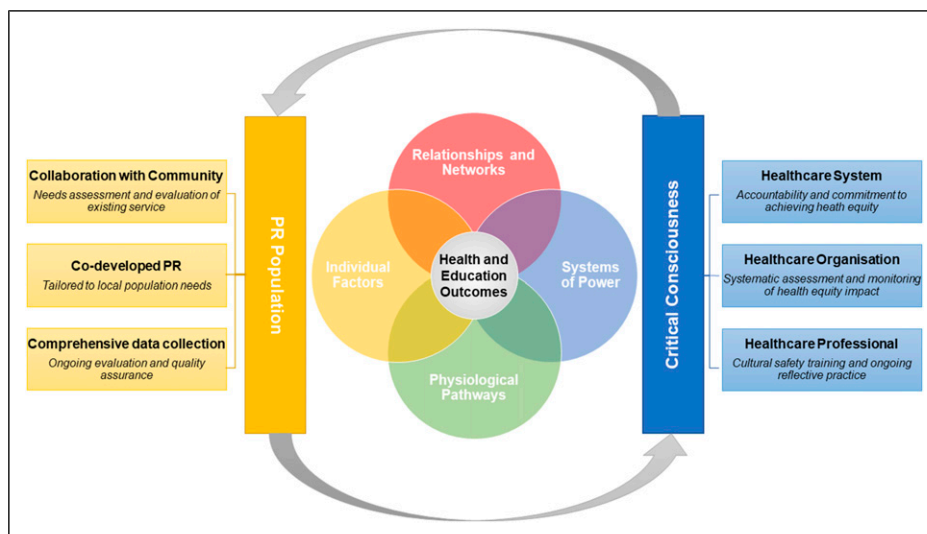 Collaboration with Community
Needs assessment and evaluation of
existing service
Co-developed PR
Tailored to local population needs
Comprehensive data collection
Ongoing evaluation and quality
assurance
PR Population
Relationships and
Networks
Individual
Factors
Health and
Education
Outcomes
Systems
of Power
Physiological
Pathways
Critical Consciousness
Healthcare System
Accountability and commitment to
achieving heath equity
Healthcare Organisation
Systematic assessment and monitoring
of health equity impact
Healthcare Professional
Cultural safety training and ongoing
reflective practice